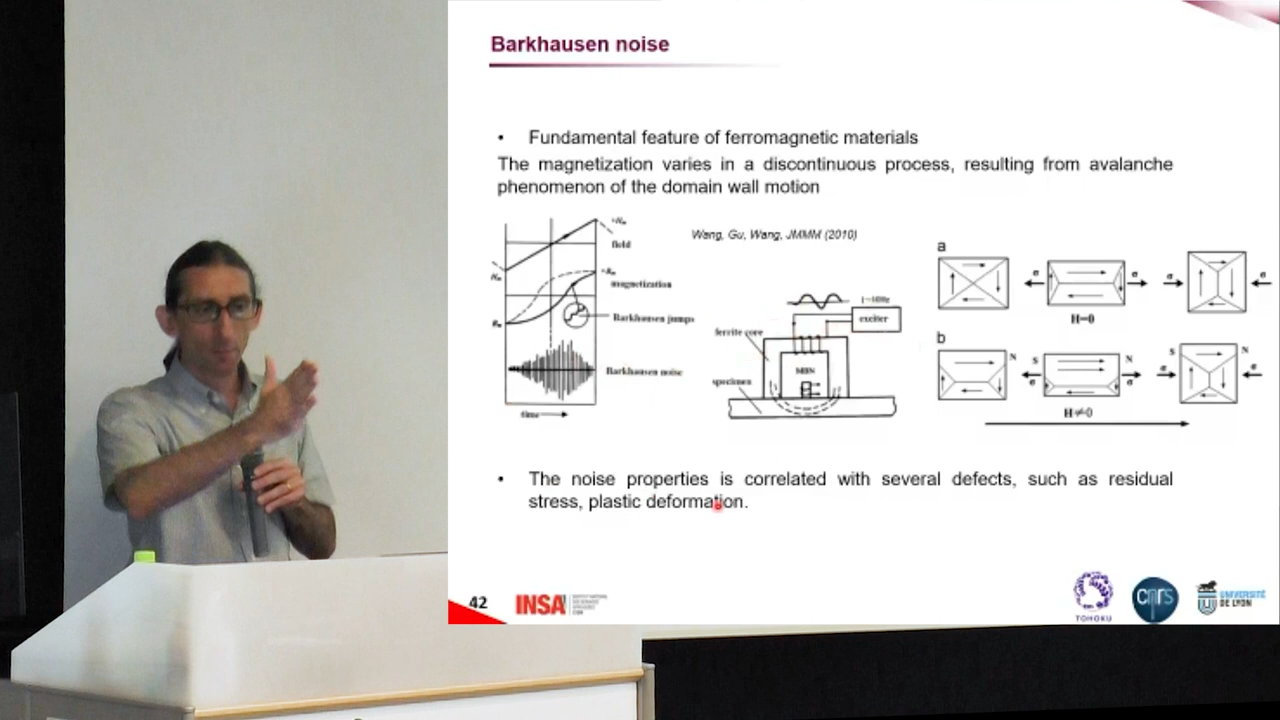 Barkhausen noise
• Fundamental feature of ferromagnetic materials
The magnetization varies in a discontinuous process, resulting from avalanche
phenomenon of the domain wall motion
Wang, Gu, Wang, JMMM (2010)
field
magnetization
Barkhausen jumps
Barkhausen noise
time
ferrite core
exciter
MBN
specimen
a
σ σ σ σ
H=0
b
N S N S N
σ σ σ σ
H≠0
• The noise properties is correlated with several defects, such as residual
stress, plastic deformation.
42
INSA
TOHOKU
cnrs
UNIVERSITÉ
DE LYON